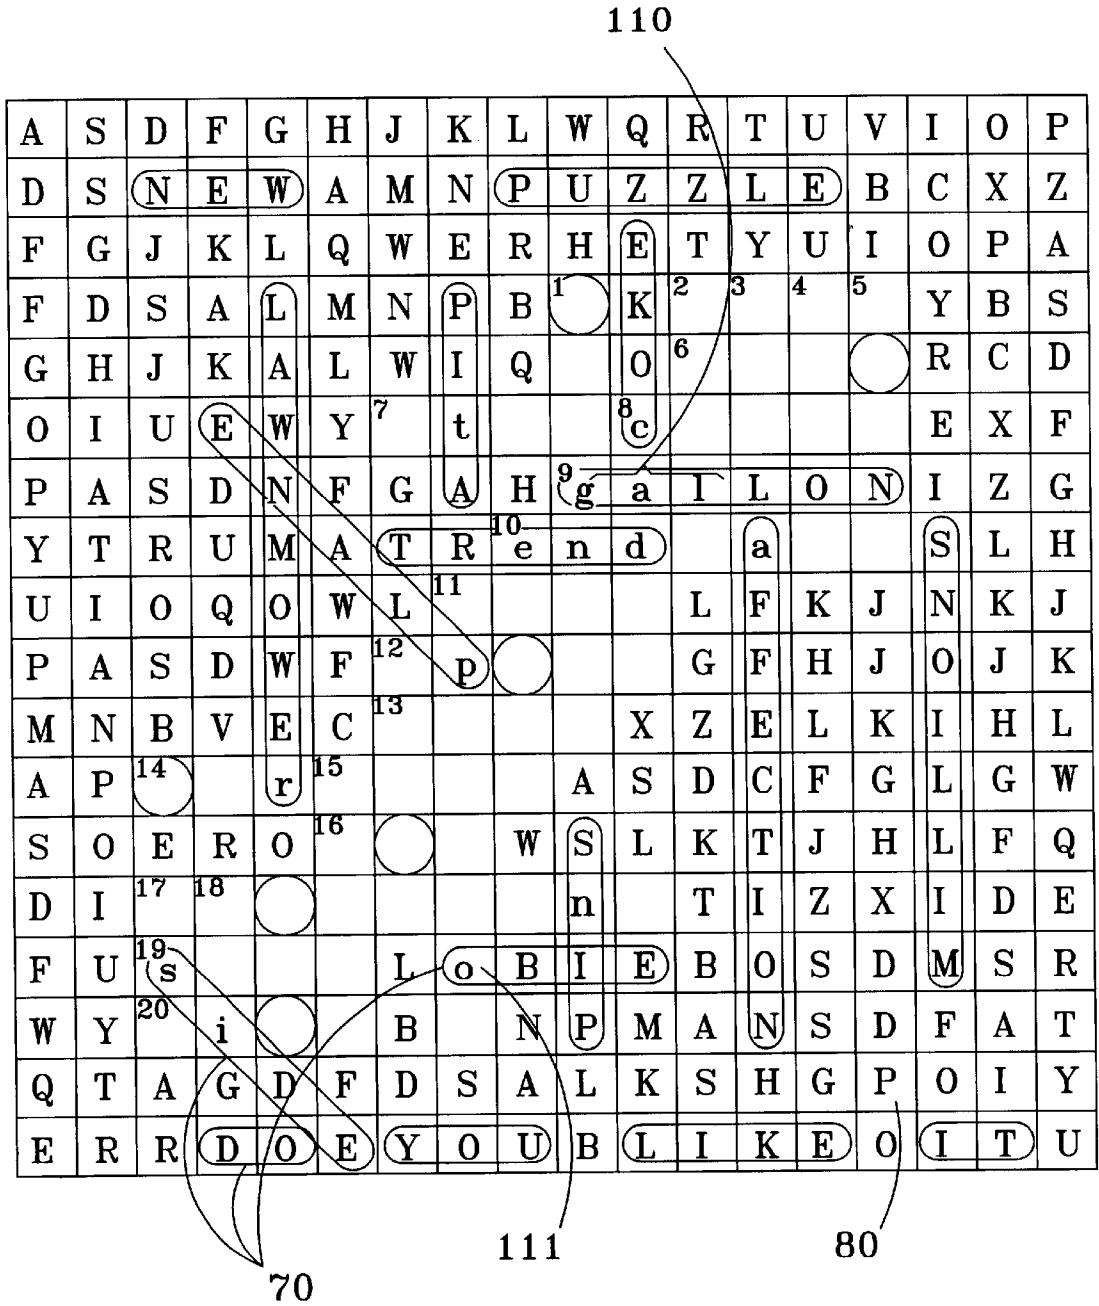 110
A S D F G H J K L W Q R T U V I O P
D S N E W A M N P U Z Z L E B C X Z
F G J K L Q W E R H E T Y U I O P A
F D S A L M N P B 1 K 2 3 4 5 Y B S
G H J K A L W I Q O 6 R C D
O I U E W Y 7 t 8 c E X F
P A S D N F G A H 9 g a l L O N I Z G
Y T R U M A T R 10 e n d a S L H
U I O Q O W L 11 L F K J N K J
P A S D W F 12 p G F H J O J K
M N B V E C 13 X Z E L K I H L
A P 14 r 15 A S D C F G L G W
S O E R O 16 W S L K T J H L F Q
D I 17 18 n T I Z X I D E
F U 19 s L o B I E B O S D M S R
W Y 20 i B N P M A N S D F A T
Q T A G D F D S A L K S H G P O I Y
E R R D O E Y O U B L I K E O I T U
111 80
70